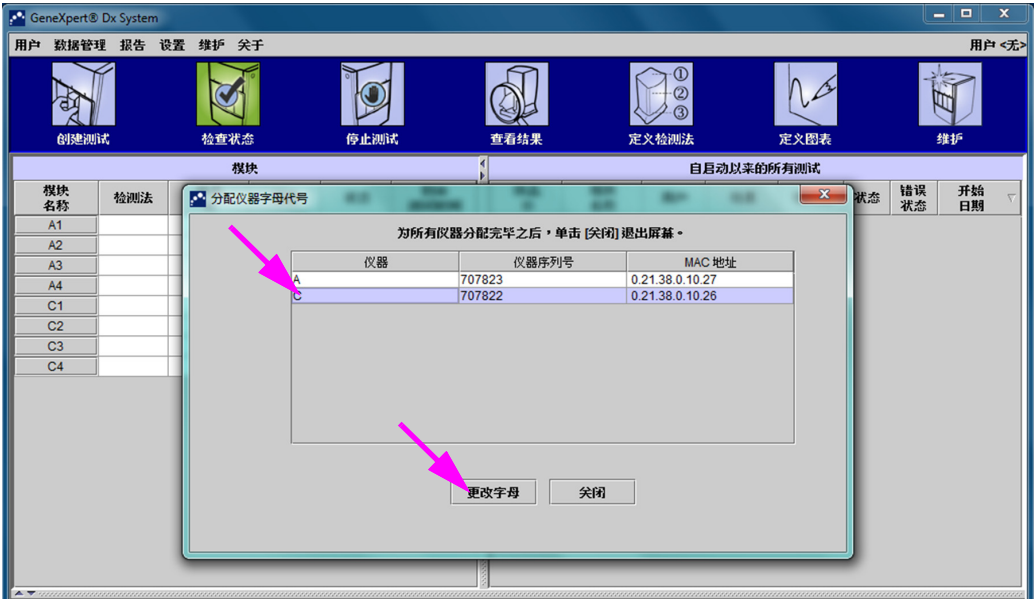 GeneXpert® Dx System
用户 数据管理 报告 设置 维护 关于 用户 <无>
创建测试 检查状态 停止测试 查看结果 定义检测法 定义图表 维护
模块 自启动以来的所有测试
模块名称 检测法 状态 错误状态 开始日期
A1
A2
A3
A4
C1
C2
C3
C4
分配仪器字母代号
为所有仪器分配完毕之后，单击 [关闭] 退出屏幕。
仪器 仪器序列号 MAC 地址
A 707823 0.21.38.0.10.27
C 707822 0.21.38.0.10.26
更改字母 关闭